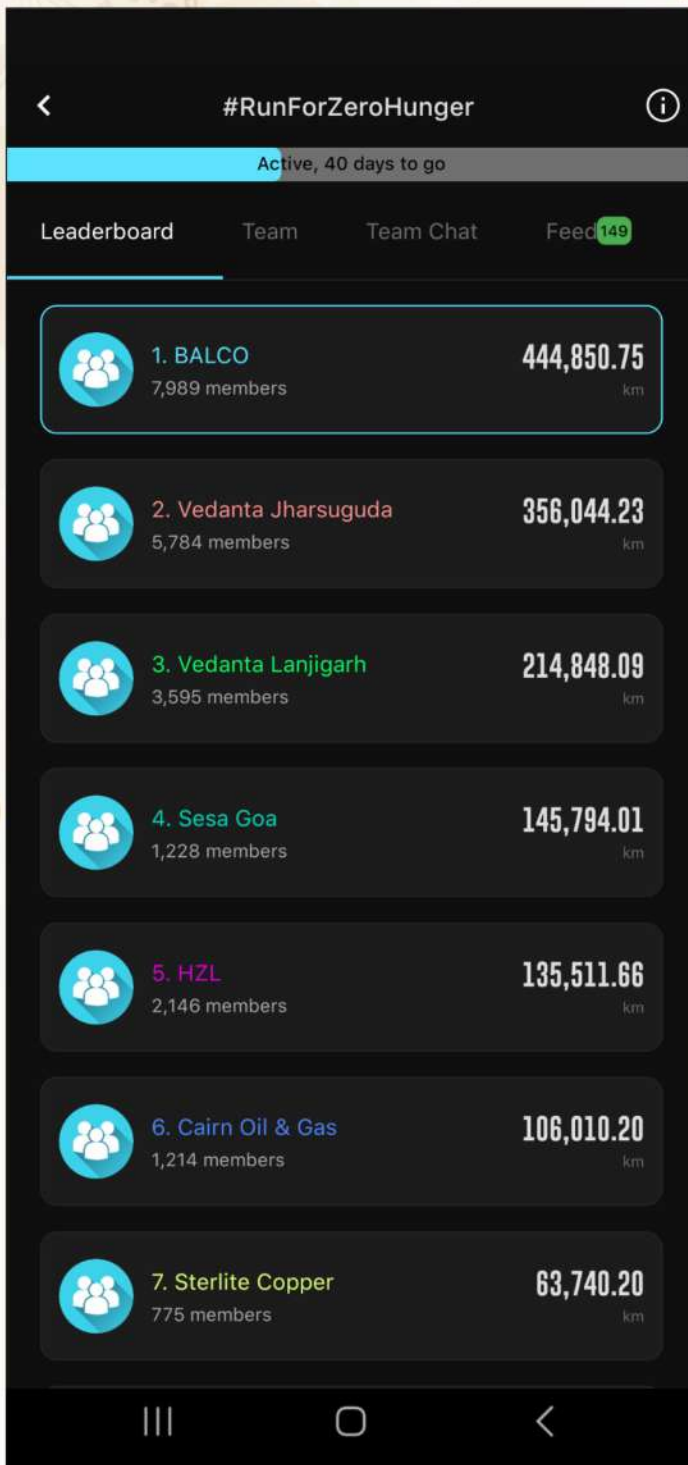 #RunForZeroHunger
Active, 40 days to go
Leaderboard Team Team Chat Feed 149
1. BALCO 444,850.75
7,989 members km
2. Vedanta Jharsuguda 356,044.23
5,784 members km
3. Vedanta Lanjigarh 214,848.09
3,595 members km
4. Sesa Goa 145,794.01
1,228 members km
5. HZL 135,511.66
2,146 members km
6. Cairn Oil & Gas 106,010.20
1,214 members km
7. Sterlite Copper 63,740.20
775 members km